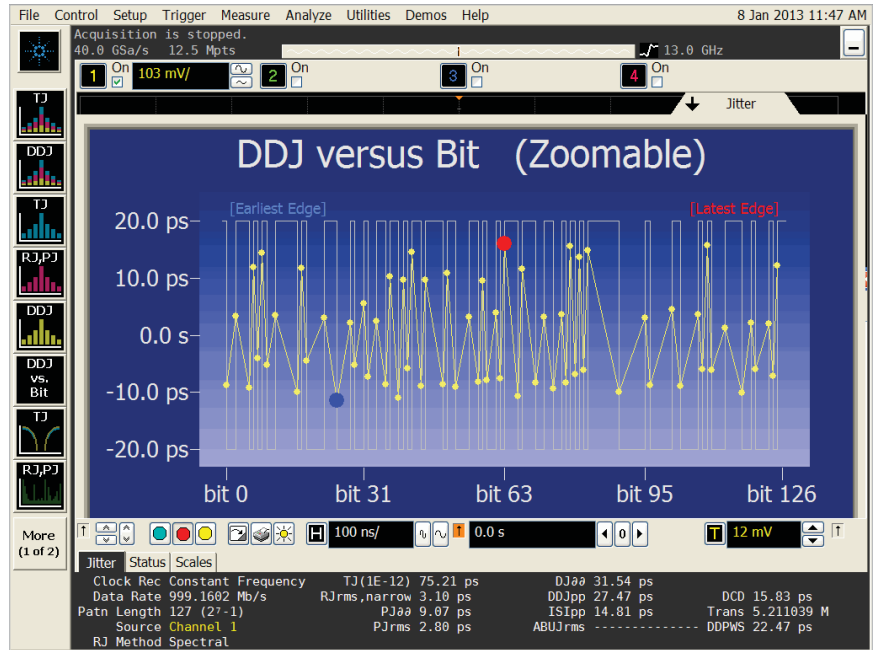 File Control Setup Trigger Measure Analyze Utilities Demos Help 8 Jan 2013 11:47 AM
Acquisition is stopped.
40.0 GSa/s 12.5 Mpts 13.0 GHz
1 On 103 mV/ 2 On 3 On 4 On
Jitter
TJ
DDJ
TJ
RJ,PJ
DDJ
DDJ
vs.
Bit
TJ
RJ,PJ
More
(1 of 2)
DDJ versus Bit (Zoomable)
[Earliest Edge] [Latest Edge]
20.0 ps
10.0 ps
0.0 s
-10.0 ps
-20.0 ps
bit 0 bit 31 bit 63 bit 95 bit 126
H 100 ns/ 0.0 s 0 T 12 mV
Jitter Status Scales
Clock Rec Constant Frequency TJ(1E-12) 75.21 ps DJ∂∂ 31.54 ps
Data Rate 999.1602 Mb/s RJrms,narrow 3.10 ps DDJpp 27.47 ps DCD 15.83 ps
Patn Length 127 (2⁷-1) PJ∂∂ 9.07 ps ISIpp 14.81 ps Trans 5.211039 M
Source Channel 1 PJrms 2.80 ps ABUJrms -------------- DDPWS 22.47 ps
RJ Method Spectral